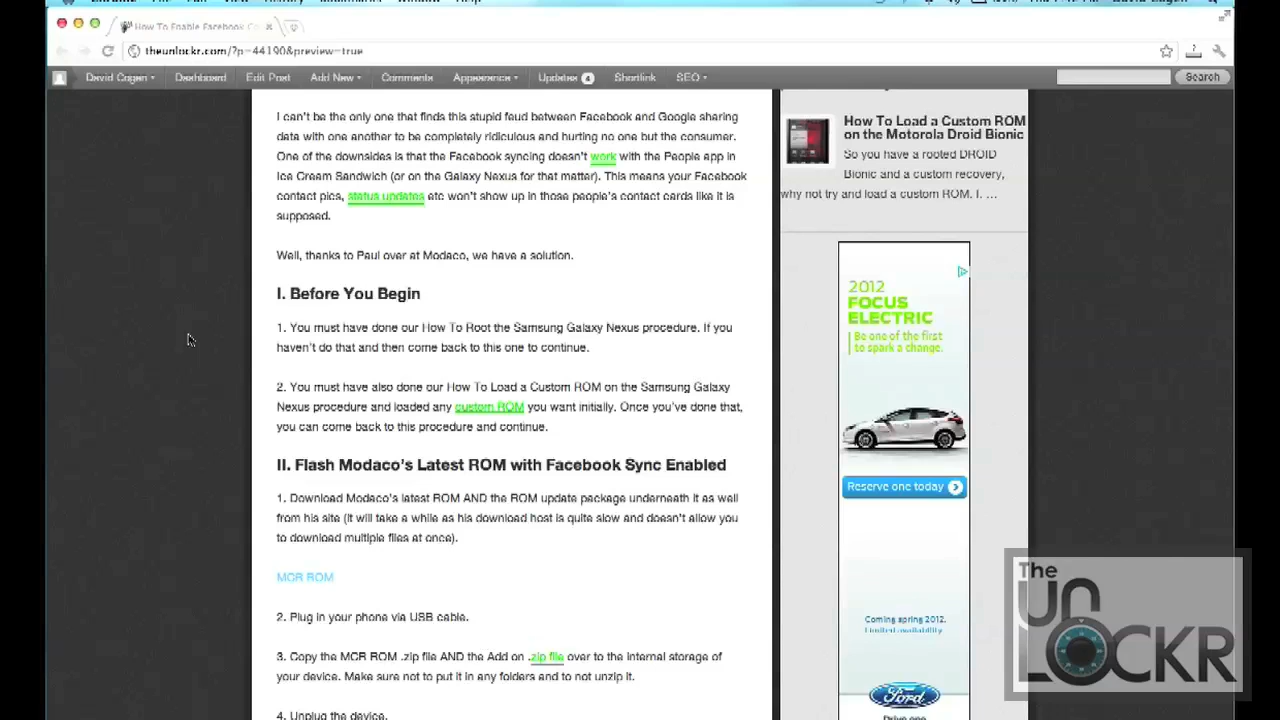 How To Enable Facebook
theunlockr.com/?p=44190&preview=true
David Cogen Dashboard Edit Post Add New Comments Appearance Updates 4 Shortlink SEO Search
I can't be the only one that finds this stupid feud between Facebook and Google sharing
data with one another to be completely ridiculous and hurting no one but the consumer.
One of the downsides is that the Facebook syncing doesn't work with the People app in
Ice Cream Sandwich (or on the Galaxy Nexus for that matter). This means your Facebook
contact pics, status updates etc won't show up in those people's contact cards like it is
supposed.
Well, thanks to Paul over at Modaco, we have a solution.
I. Before You Begin
1. You must have done our How To Root the Samsung Galaxy Nexus procedure. If you
haven't do that and then come back to this one to continue.
2. You must have also done our How To Load a Custom ROM on the Samsung Galaxy
Nexus procedure and loaded any custom ROM you want initially. Once you've done that,
you can come back to this procedure and continue.
II. Flash Modaco's Latest ROM with Facebook Sync Enabled
1. Download Modaco's latest ROM AND the ROM update package underneath it as well
from his site (it will take a while as his download host is quite slow and doesn't allow you
to download multiple files at once).
MCR ROM
2. Plug in your phone via USB cable.
3. Copy the MCR ROM .zip file AND the Add on .zip file over to the internal storage of
your device. Make sure not to put it in any folders and to not unzip it.
4. Unplug the device.
How To Load a Custom ROM
on the Motorola Droid Bionic
So you have a rooted DROID
Bionic and a custom recovery,
why not try and load a custom ROM. I. ...
2012
FOCUS
ELECTRIC
Be one of the first
to spark a change.
Reserve one today
Coming spring 2012.
Limited availability.
Ford
Drive one
The
UN
LOCKR